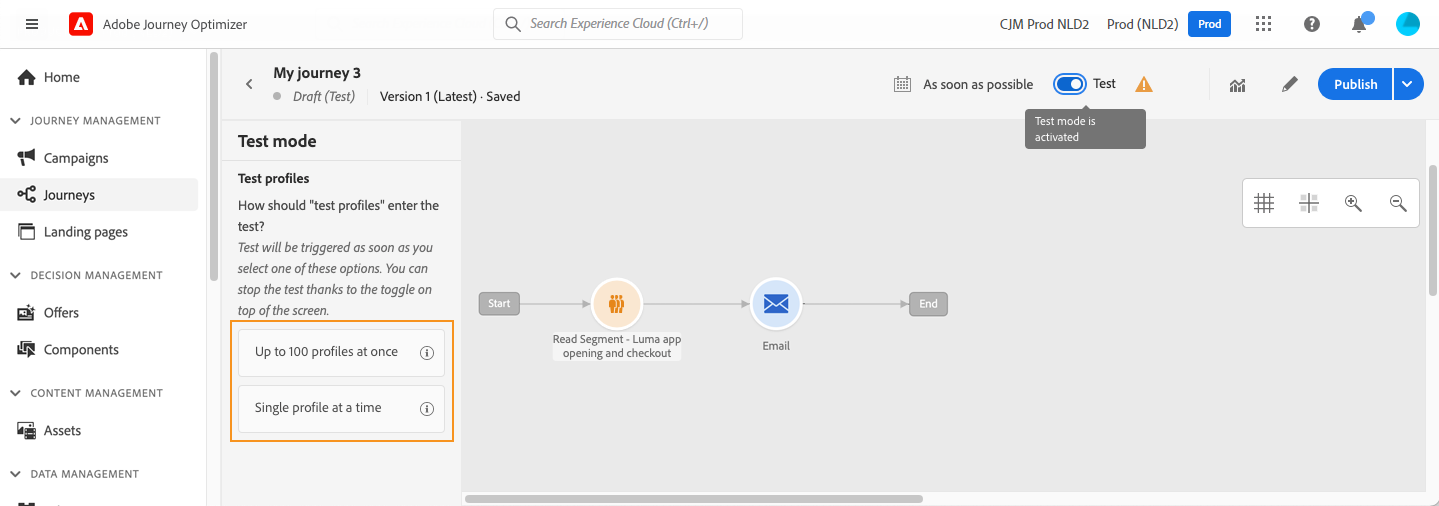 Adobe Journey Optimizer
Search Experience Cloud (Ctrl+/)
CJM Prod NLD2
Prod (NLD2)
Prod
Home
JOURNEY MANAGEMENT
Campaigns
Journeys
Landing pages
DECISION MANAGEMENT
Offers
Components
CONTENT MANAGEMENT
Assets
DATA MANAGEMENT
My journey 3
Draft (Test)
Version 1 (Latest) · Saved
As soon as possible
Test
Publish
Test mode is
activated
Test mode
Test profiles
How should "test profiles" enter the
test?
Test will be triggered as soon as you
select one of these options. You can
stop the test thanks to the toggle on
top of the screen.
Up to 100 profiles at once
Single profile at a time
Start
Read Segment - Luma app
opening and checkout
Email
End